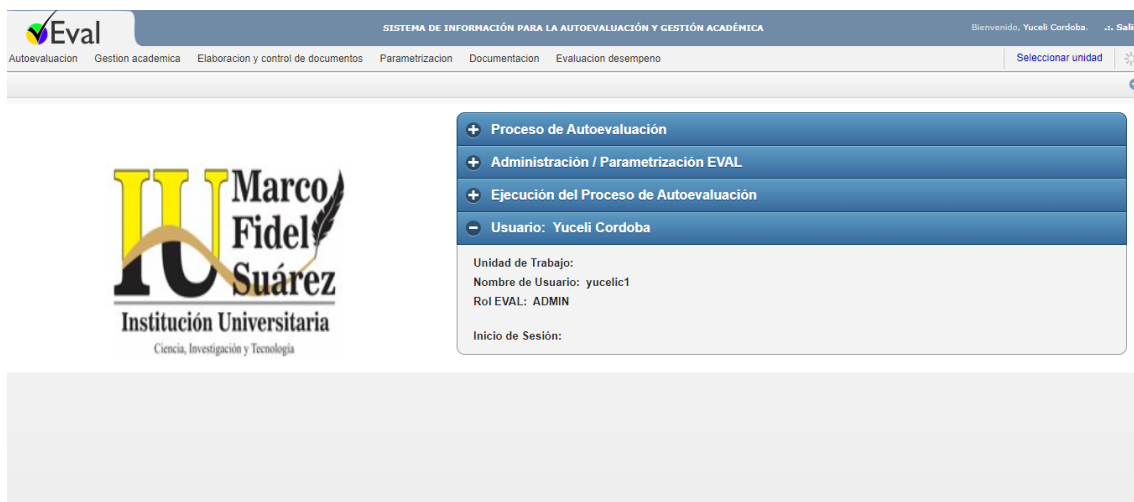 Eval
SISTEMA DE INFORMACIÓN PARA LA AUTOEVALUACIÓN Y GESTIÓN ACADÉMICA
Bienvenido, Yuceli Cordoba. .:. Sali
Autoevaluacion Gestion academica Elaboracion y control de documentos Parametrizacion Documentacion Evaluacion desempeno Seleccionar unidad
IU Marco
Fidel
Suárez
Institución Universitaria
Ciencia, Investigación y Tecnología
Proceso de Autoevaluación
Administración / Parametrización EVAL
Ejecución del Proceso de Autoevaluación
Usuario: Yuceli Cordoba
Unidad de Trabajo:
Nombre de Usuario: yucelic1
Rol EVAL: ADMIN
Inicio de Sesión: